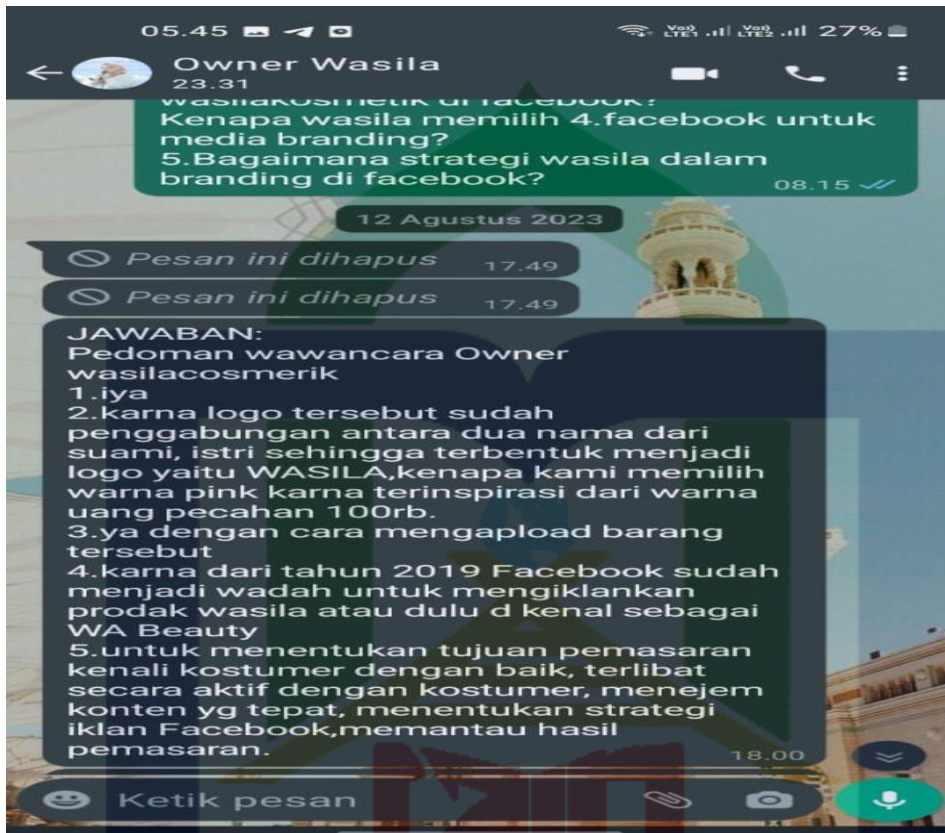 05.45 27%
Owner Wasila
23.31
wasilakosmetik di facebook?
Kenapa wasila memilih 4.facebook untuk
media branding?
5.Bagaimana strategi wasila dalam
branding di facebook?
08.15
12 Agustus 2023
Pesan ini dihapus 17.49
Pesan ini dihapus 17.49
JAWABAN:
Pedoman wawancara Owner
wasilacosmerik
1.iya
2.karna logo tersebut sudah
penggabungan antara dua nama dari
suami, istri sehingga terbentuk menjadi
logo yaitu WASILA,kenapa kami memilih
warna pink karna terinspirasi dari warna
uang pecahan 100rb.
3.ya dengan cara mengapload barang
tersebut
4.karna dari tahun 2019 Facebook sudah
menjadi wadah untuk mengiklankan
prodak wasila atau dulu d kenal sebagai
WA Beauty
5.untuk menentukan tujuan pemasaran
kenali kostumer dengan baik, terlibat
secara aktif dengan kostumer, menejem
konten yg tepat, menentukan strategi
iklan Facebook,memantau hasil
pemasaran.
18.00
Ketik pesan